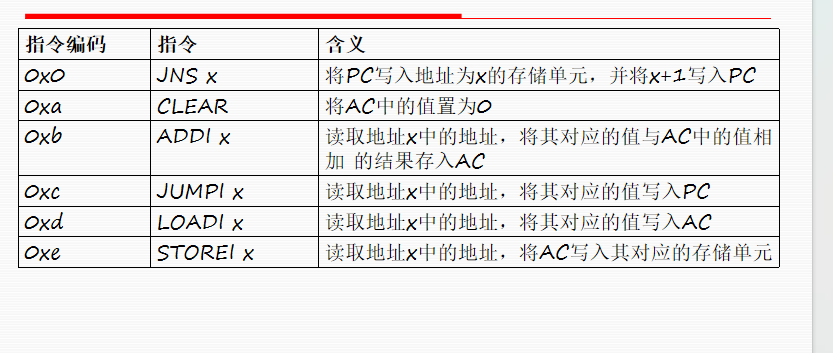 指令编码 指令 含义
0x0 JNS x 将PC写入地址为x的存储单元，并将x+1写入PC
0xa CLEAR 将AC中的值置为0
0xb ADDI x 读取地址x中的地址，将其对应的值与AC中的值相
加 的结果存入AC
0xc JUMPI x 读取地址x中的地址，将其对应的值写入PC
0xd LOADI x 读取地址x中的地址，将其对应的值写入AC
0xe STOREI x 读取地址x中的地址，将AC写入其对应的存储单元